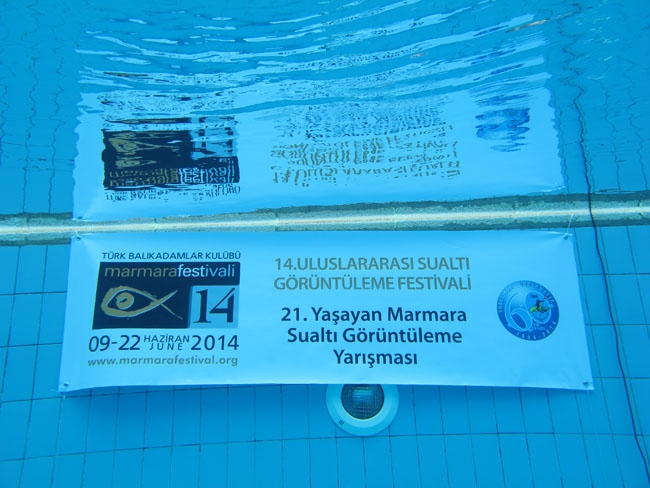 TÜRK BALIKADAMLAR KULÜBÜ
marmarafestivali
14
09-22 HAZİRAN JUNE 2014
www.marmarafestival.org
14.ULUSLARARASI SUALTI
GÖRÜNTÜLEME FESTİVALİ
21. Yaşayan Marmara
Sualtı Görüntüleme
Yarışması
60